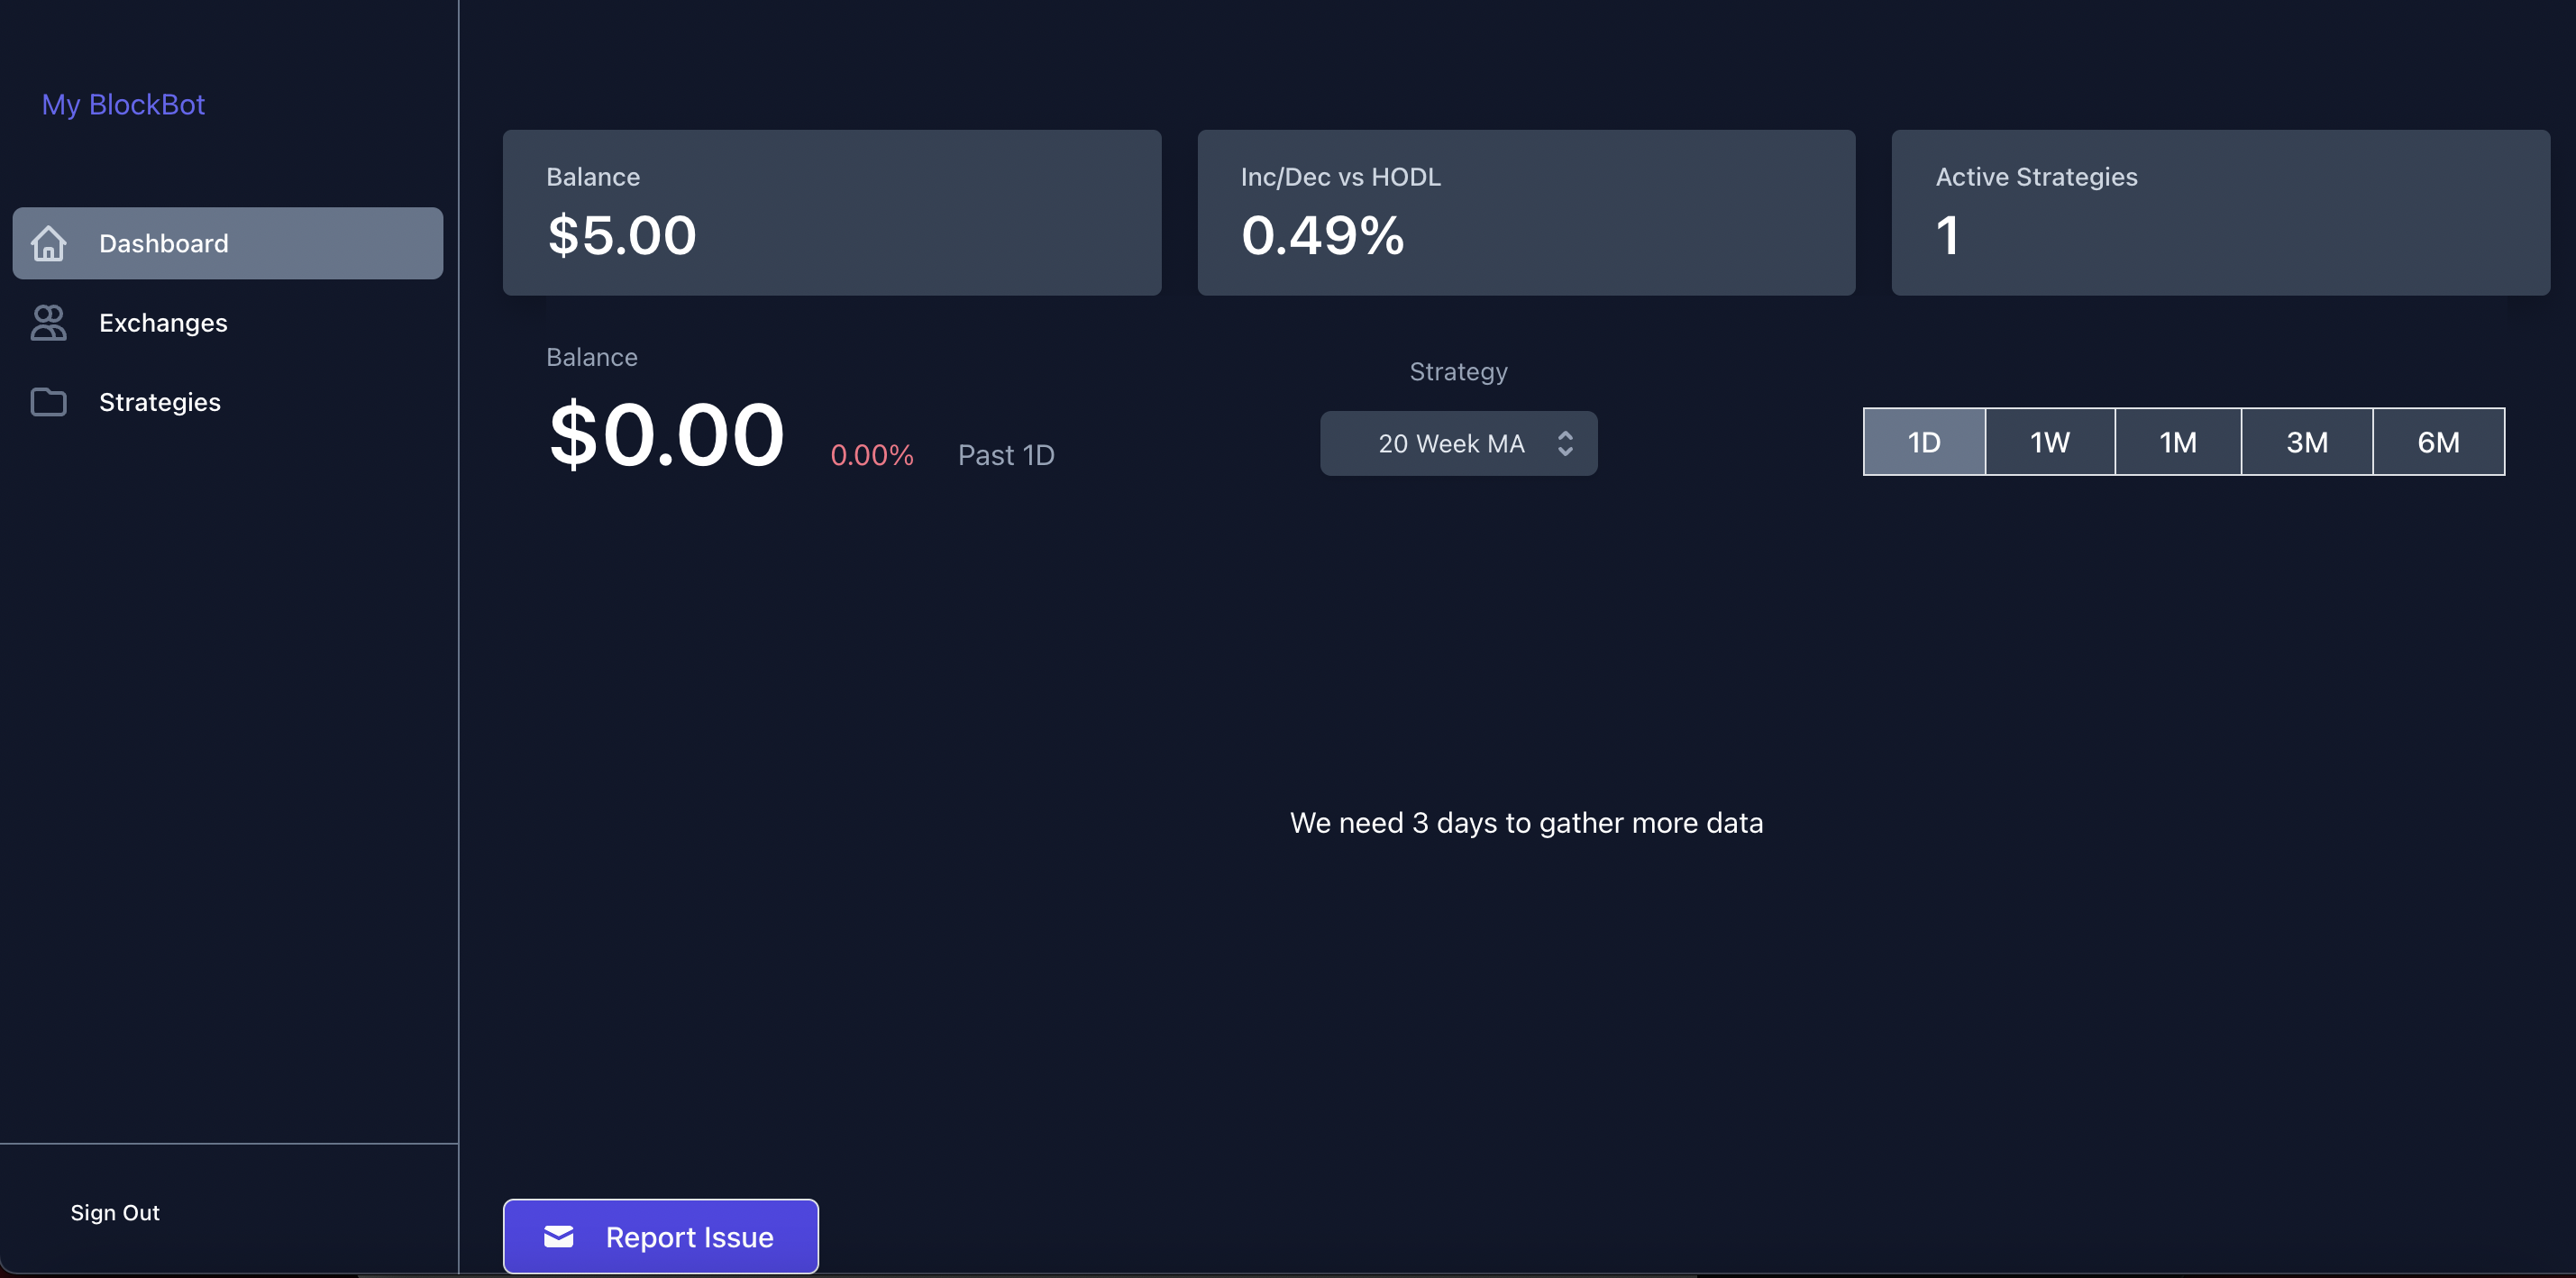 My BlockBot
Dashboard
Exchanges
Strategies
Sign Out
Balance
$5.00
Inc/Dec vs HODL
0.49%
Active Strategies
1
Balance
$0.00 0.00% Past 1D
Strategy
20 Week MA
1D 1W 1M 3M 6M
We need 3 days to gather more data
Report Issue